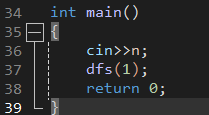 34 int main()
35 {
36 cin>>n;
37 dfs(1);
38 return 0;
39 }